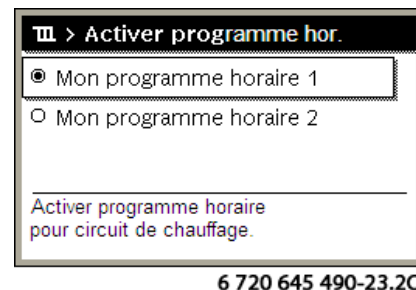 > Activer programme hor.
Mon programme horaire 1
Mon programme horaire 2
Activer programme horaire
pour circuit de chauffage.
6 720 645 490-23.2O